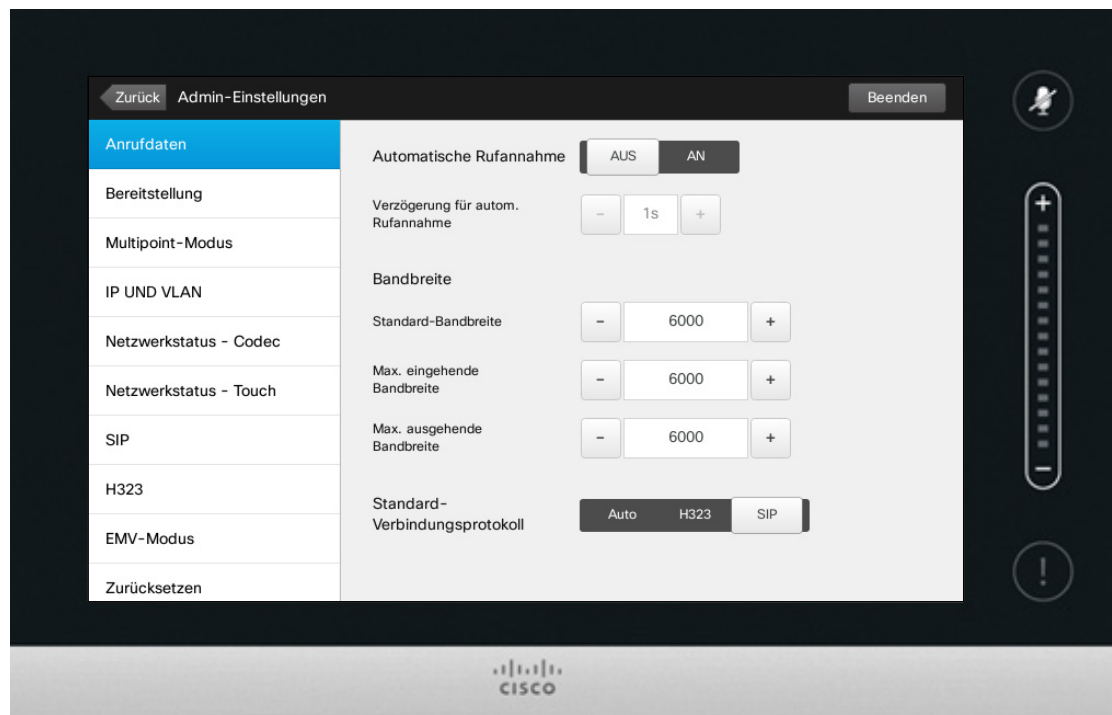 Zurück Admin-Einstellungen Beenden
Anrufdaten
Bereitstellung
Multipoint-Modus
IP UND VLAN
Netzwerkstatus - Codec
Netzwerkstatus - Touch
SIP
H323
EMV-Modus
Zurücksetzen
Automatische Rufannahme AUS AN
Verzögerung für autom.
Rufannahme
- 1s +
Bandbreite
Standard-Bandbreite - 6000 +
Max. eingehende
Bandbreite
- 6000 +
Max. ausgehende
Bandbreite
- 6000 +
Standard-
Verbindungsprotokoll
Auto H323 SIP
+
-
!
CISCO